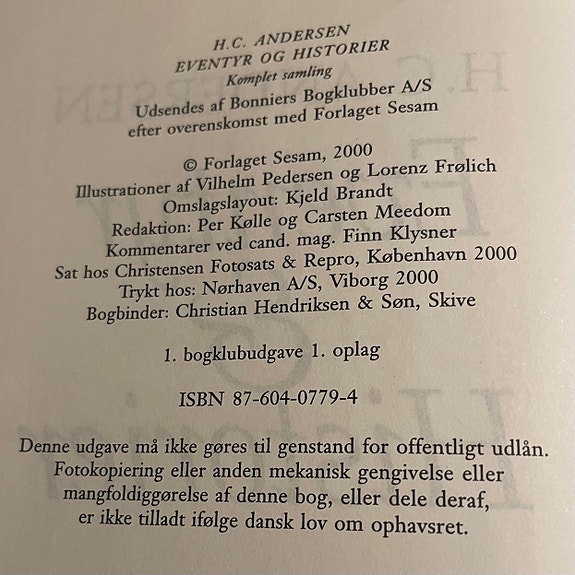 H.C. ANDERSEN
EVENTYR OG HISTORIER
Komplet samling
Udsendes af Bonniers Bogklubber A/S
efter overenskomst med Forlaget Sesam
© Forlaget Sesam, 2000
Illustrationer af Vilhelm Pedersen og Lorenz Frølich
Omslagslayout: Kjeld Brandt
Redaktion: Per Kølle og Carsten Meedom
Kommentarer ved cand. mag. Finn Klysner
Sat hos Christensen Fotosats & Repro, København 2000
Trykt hos: Nørhaven A/S, Viborg 2000
Bogbinder: Christian Hendriksen & Søn, Skive
1. bogklubudgave 1. oplag
ISBN 87-604-0779-4
Denne udgave må ikke gøres til genstand for offentligt udlån.
Fotokopiering eller anden mekanisk gengivelse eller
mangfoldiggørelse af denne bog, eller dele deraf,
er ikke tilladt ifølge dansk lov om ophavsret.